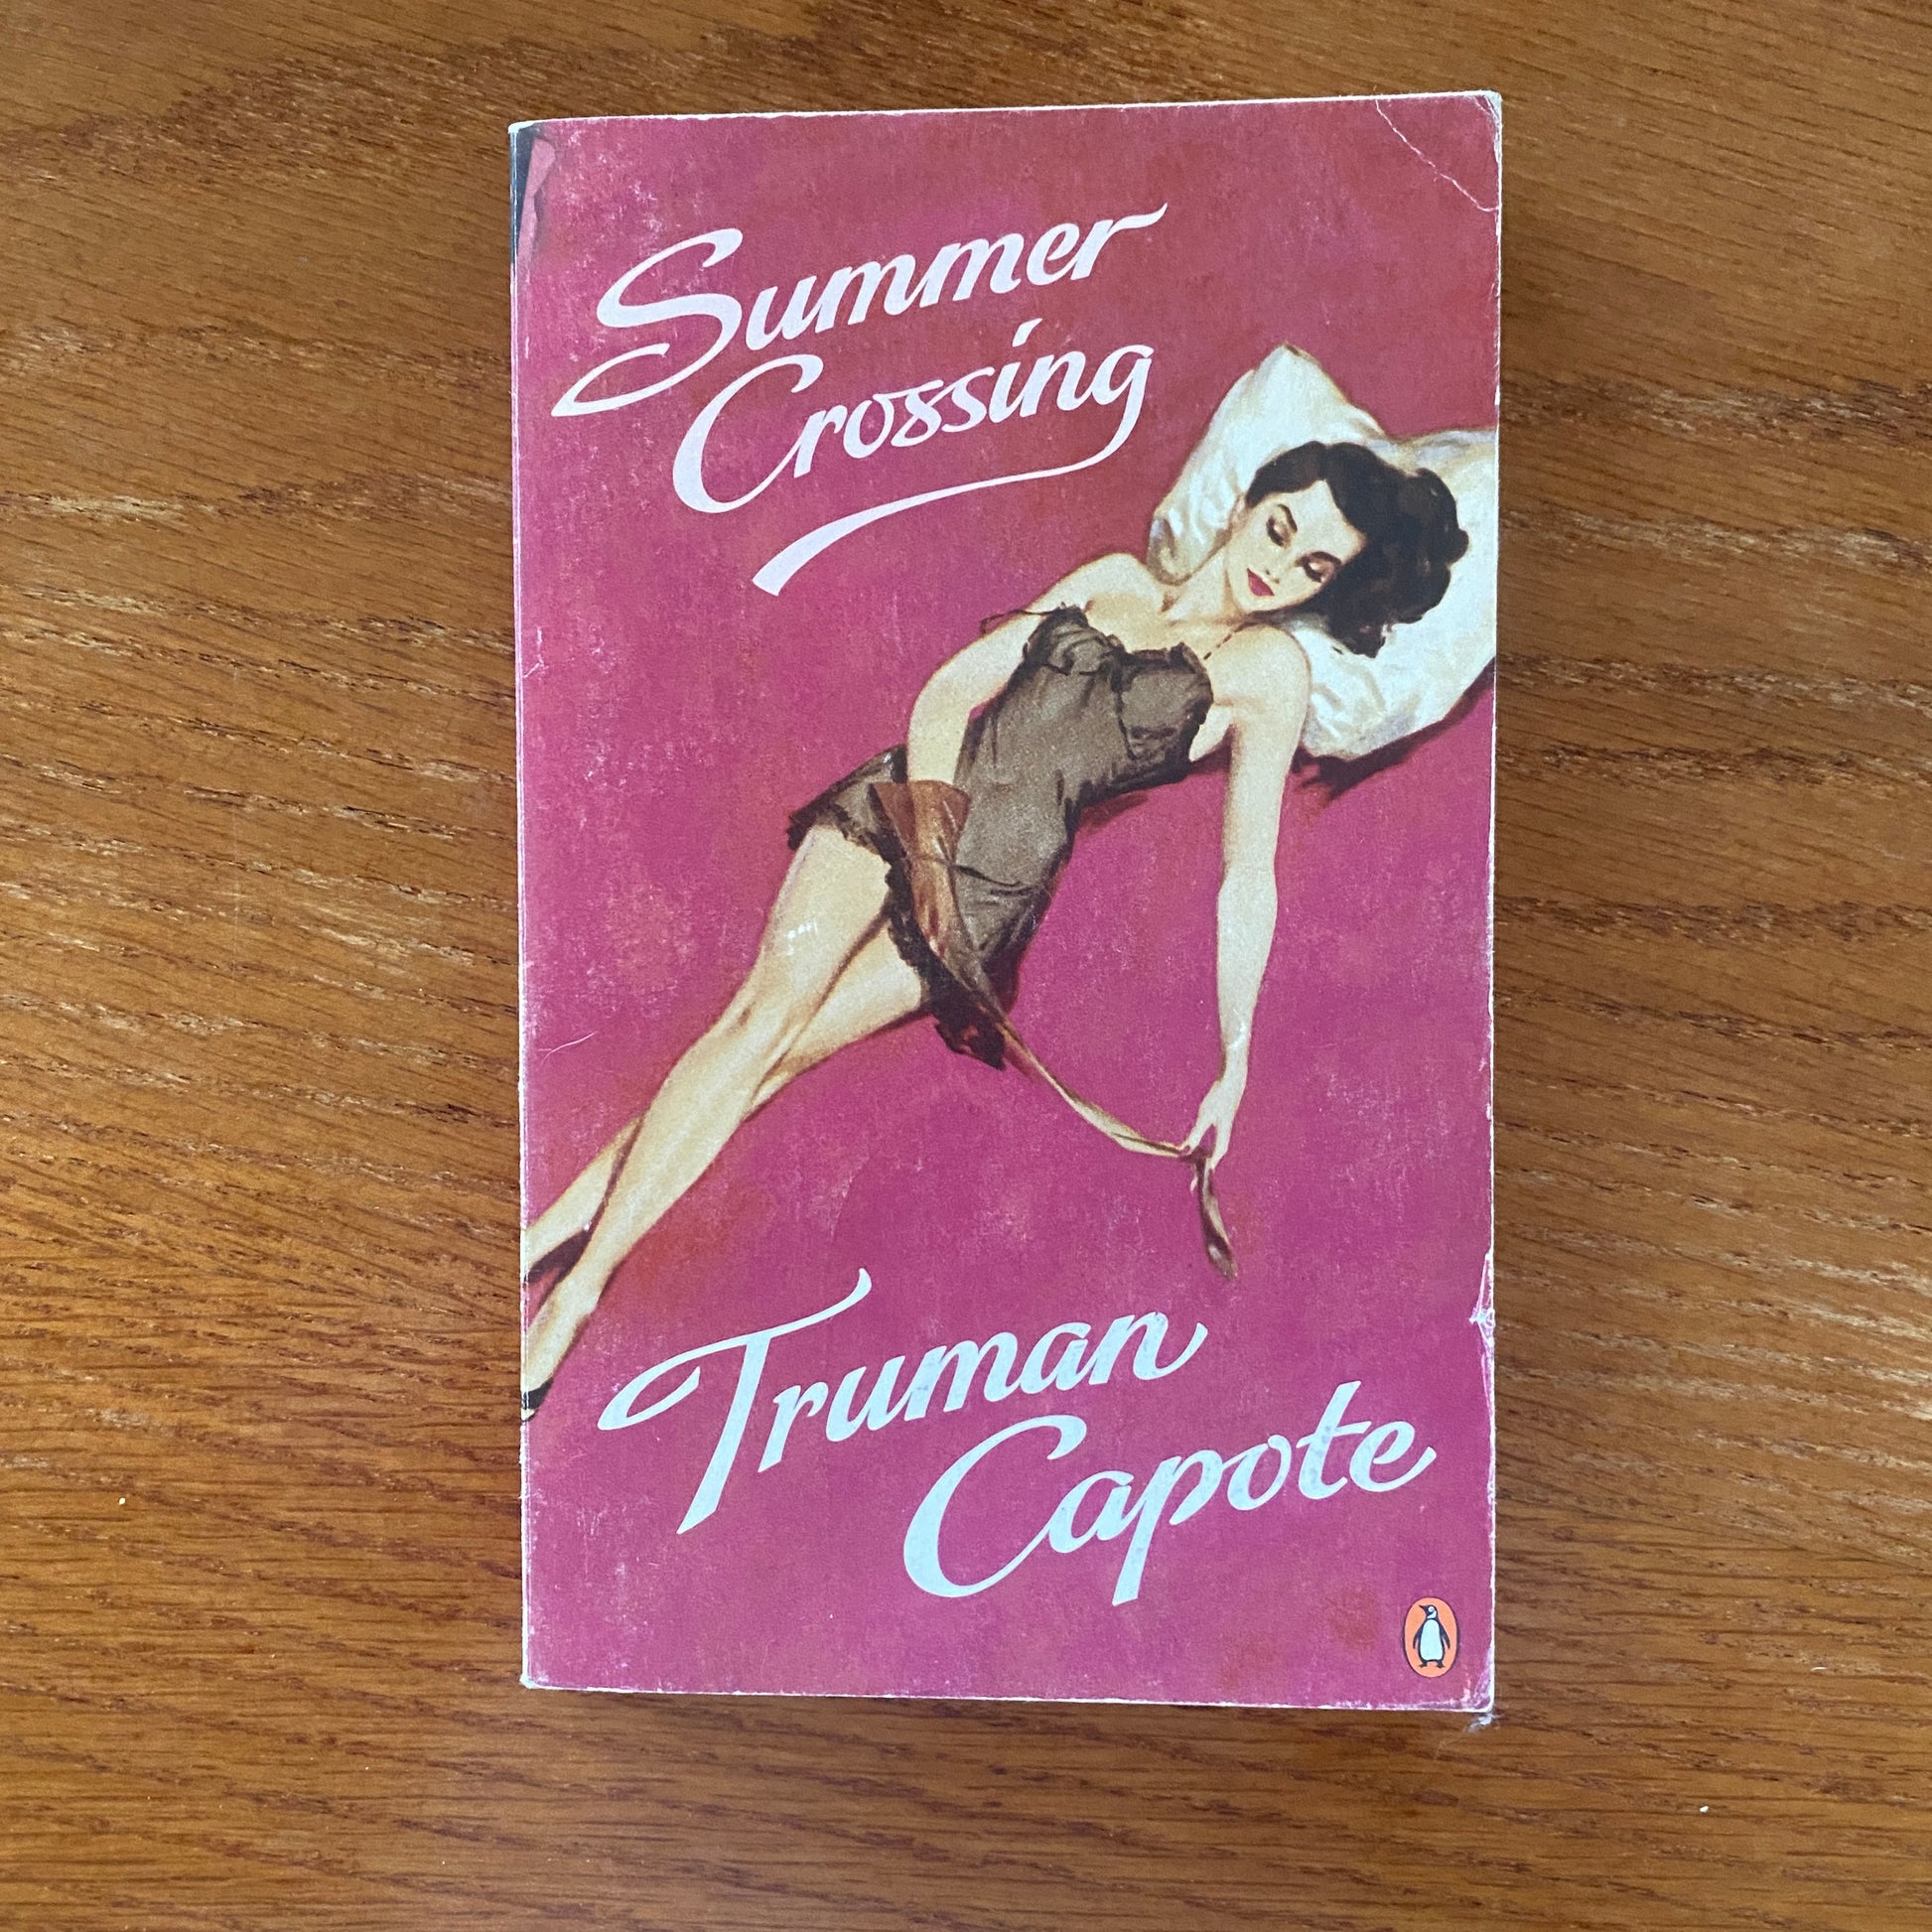 Summer
Crossing
Truman
Capote